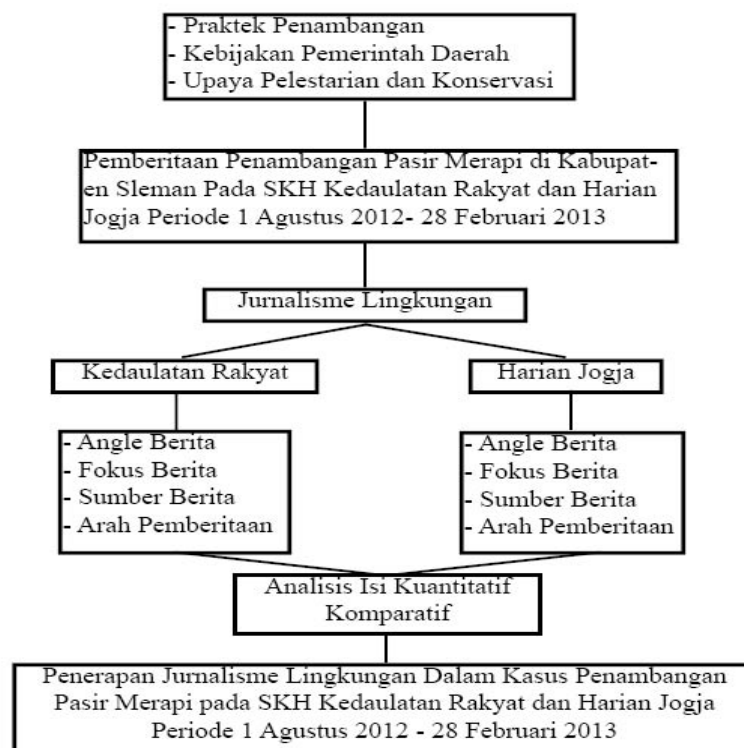 - Praktek Penambangan
- Kebijakan Pemerintah Daerah
- Upaya Pelestarian dan Konservasi
Pemberitaan Penambangan Pasir Merapi di Kabupat-
en Sleman Pada SKH Kedaulatan Rakyat dan Harian
Jogja Periode 1 Agustus 2012- 28 Februari 2013
Jurnalisme Lingkungan
Kedaulatan Rakyat
Harian Jogja
- Angle Berita
- Fokus Berita
- Sumber Berita
- Arah Pemberitaan
- Angle Berita
- Fokus Berita
- Sumber Berita
- Arah Pemberitaan
Analisis Isi Kuantitatif
Komparatif
Penerapan Jurnalisme Lingkungan Dalam Kasus Penambangan
Pasir Merapi pada SKH Kedaulatan Rakyat dan Harian Jogja
Periode 1 Agustus 2012 - 28 Februari 2013